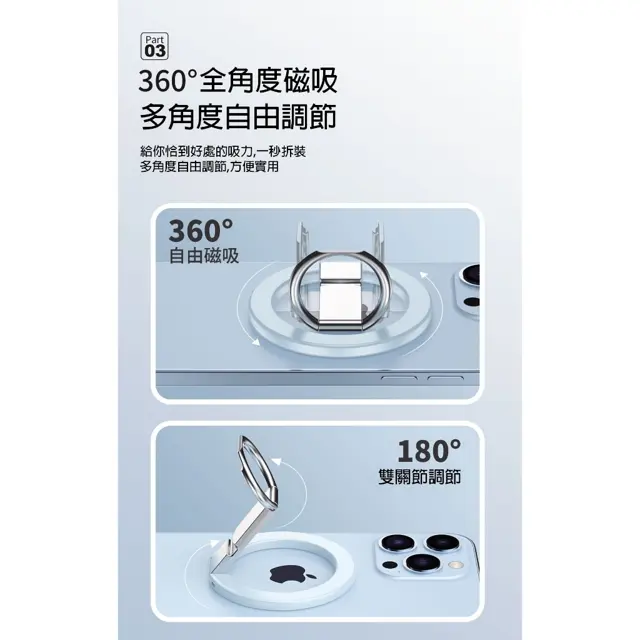 Part
03
360°全角度磁吸
多角度自由調節
給你恰到好處的吸力,一秒拆裝
多角度自由調節,方便實用
360°
自由磁吸
180°
雙關節調節